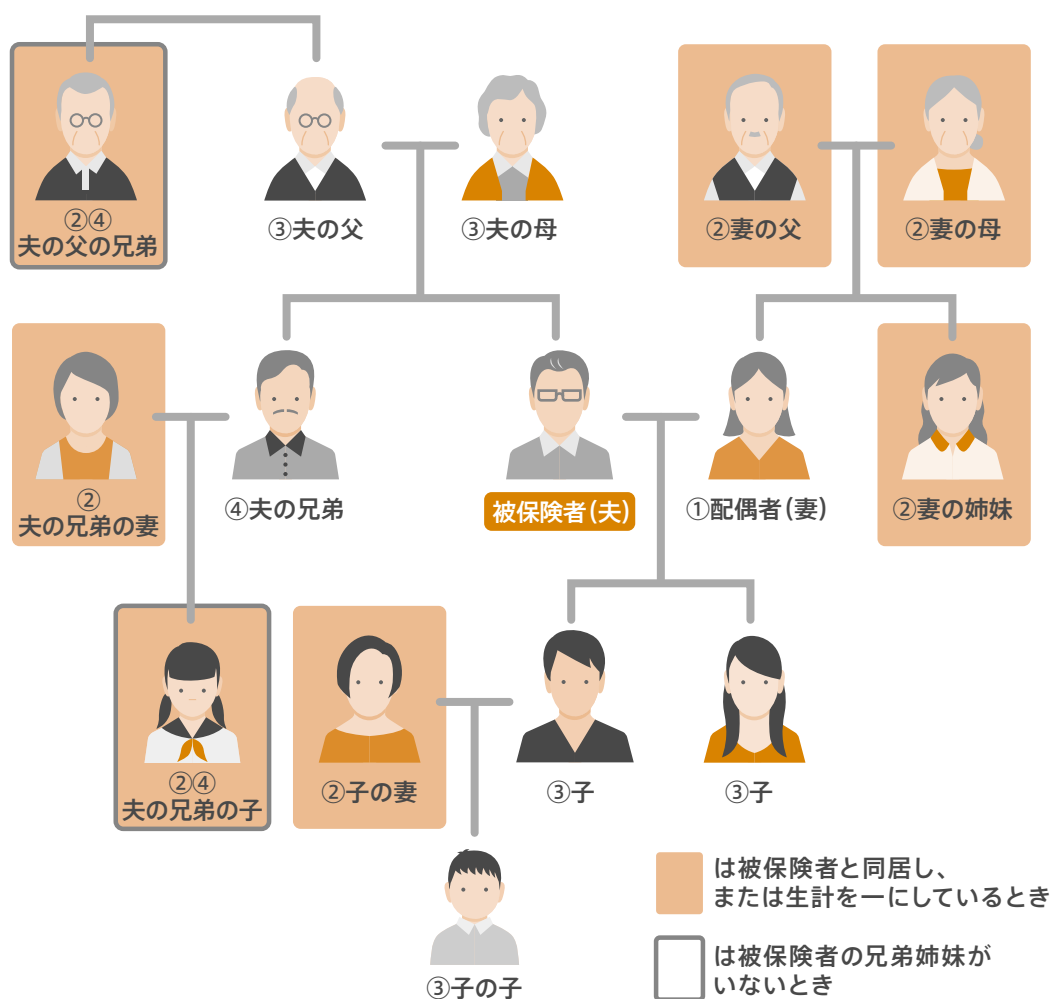 ②④
夫の父の兄弟
③夫の父
③夫の母
②妻の父
②妻の母
②
夫の兄弟の妻
④夫の兄弟
被保険者(夫)
①配偶者(妻)
②妻の姉妹
②④
夫の兄弟の子
②子の妻
③子
③子
③子の子
は被保険者と同居し、
または生計を一にしているとき
は被保険者の兄弟姉妹が
いないとき